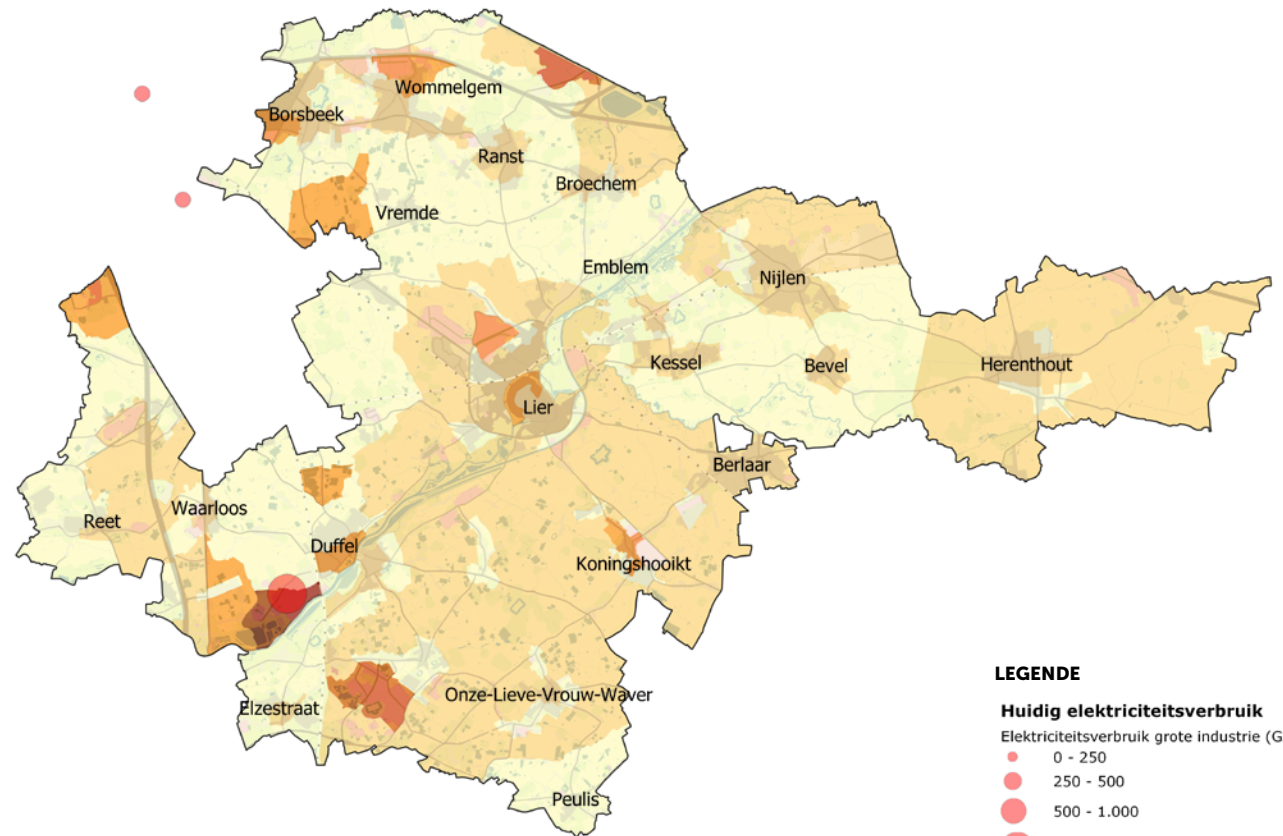 Wommelgem
Borsbeek
Ranst
Broechem
Vremde
Emblem
Nijlen
Kessel
Bevel
Herenthout
Lier
Berlaar
Reet
Waarloos
Duffel
Koningshooikt
Elzestraat
Onze-Lieve-Vrouw-Waver
Peulis
LEGENDE
Huidig elektriciteitsverbruik
Elektriciteitsverbruik grote industrie (G
0 - 250
250 - 500
500 - 1.000